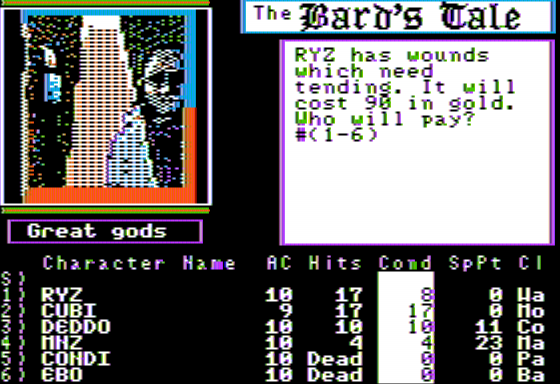 The Bard's Tale
RYZ has wounds
which need
tending. It will
cost 90 in gold.
Who will pay?
#(1-6)
Great gods
Character Name AC Hits Cond SpPt Cl
S)
1) RYZ 10 17 8 0 Wa
2) CUBI 9 17 17 0 Mo
3) DEDDO 10 10 10 11 Co
4) MNZ 10 4 4 23 Ma
5) CONDI 10 Dead 0 0 Pa
6) EBO 10 Dead 0 0 Ba